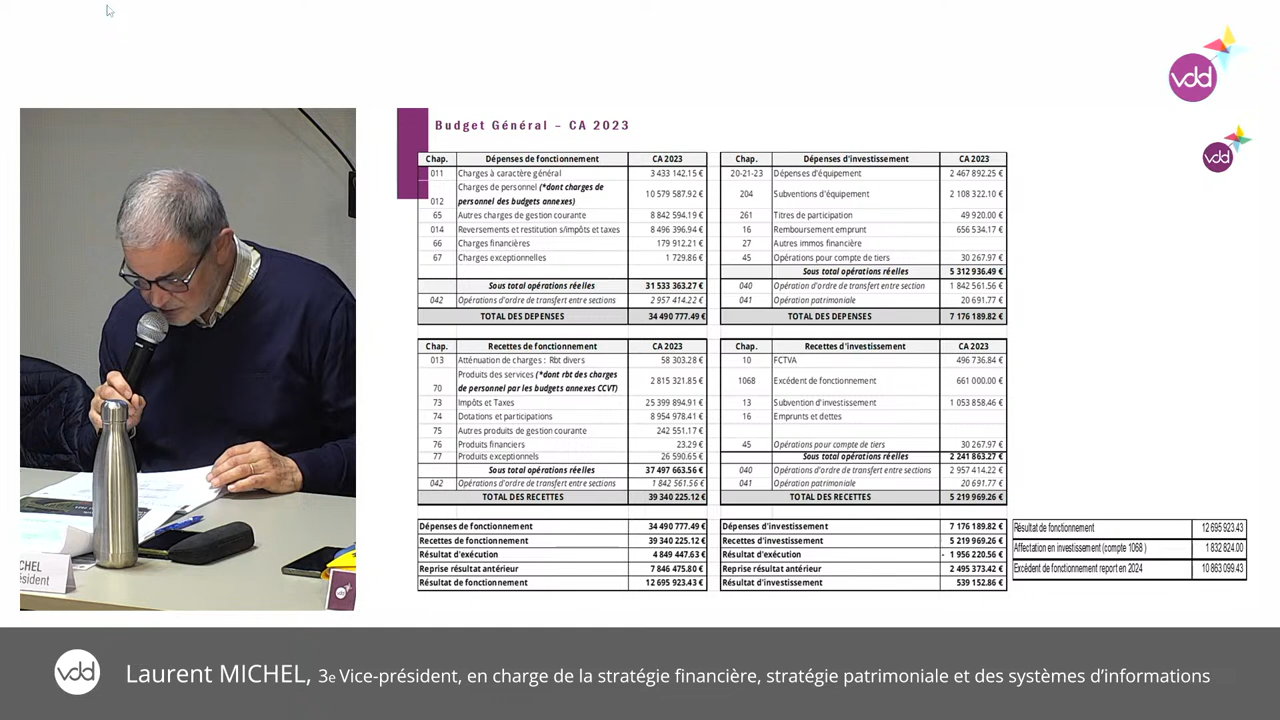 vdd
vdd
Budget Général – CA 2023
Chap. Dépenses de fonctionnement CA 2023
011 Charges à caractère général 3 433 142.15 €
012 Charges de personnel (*dont charges de personnel des budgets annexes) 10 579 587.92 €
65 Autres charges de gestion courante 8 842 594.19 €
014 Reversements et restitution s/impôts et taxes 8 496 396.94 €
66 Charges financières 179 912.21 €
67 Charges exceptionnelles 1 729.86 €
Sous total opérations réelles 31 533 363.27 €
042 Opérations d'ordre de transfert entre sections 2 957 414.22 €
TOTAL DES DEPENSES 34 490 777.49 €
Chap. Dépenses d'investissement CA 2023
20-21-23 Dépenses d'équipement 2 467 892.25 €
204 Subventions d'équipement 2 108 322.10 €
261 Titres de participation 49 920.00 €
16 Remboursement emprunt 656 534.17 €
27 Autres immos financière
45 Opérations pour compte de tiers 30 267.97 €
Sous total opérations réelles 5 312 936.49 €
040 Opération d'ordre de transfert entre section 1 842 561.56 €
041 Opération patrimoniale 20 691.77 €
TOTAL DES DEPENSES 7 176 189.82 €
Chap. Recettes de fonctionnement CA 2023
013 Atténuation de charges : Rbt divers 58 303.28 €
70 Produits des services (*dont rbt des charges de personnel par les budgets annexes CCVT) 2 815 321.85 €
73 Impôts et Taxes 25 399 894.91 €
74 Dotations et participations 8 954 978.41 €
75 Autres produits de gestion courante 242 551.17 €
76 Produits financiers 23.29 €
77 Produits exceptionnels 26 590.65 €
Sous total opérations réelles 37 497 663.56 €
042 Opérations d'ordre de transfert entre sections 1 842 561.56 €
TOTAL DES RECETTES 39 340 225.12 €
Chap. Recettes d'investissement CA 2023
10 FCTVA 496 736.84 €
1068 Excédent de fonctionnement 661 000.00 €
13 Subvention d'investissement 1 053 858.46 €
16 Emprunts et dettes
45 Opérations pour compte de tiers 30 267.97 €
Sous total opérations réelles 2 241 863.27 €
040 Opérations d'ordre de transfert entre sections 2 957 414.22 €
041 Opération patrimoniale 20 691.77 €
TOTAL DES RECETTES 5 219 969.26 €
Dépenses de fonctionnement 34 490 777.49 €
Recettes de fonctionnement 39 340 225.12 €
Résultat d'exécution 4 849 447.63 €
Reprise résultat antérieur 7 846 475.80 €
Résultat de fonctionnement 12 695 923.43 €
Dépenses d'investissement 7 176 189.82 €
Recettes d'investissement 5 219 969.26 €
Résultat d'exécution - 1 956 220.56 €
Reprise résultat antérieur 2 495 373.42 €
Résultat d'investissement 539 152.86 €
Résultat de fonctionnement 12 695 923.43
Affectation en investissement (compte 1068 ) 1 832 824.00
Excédent de fonctionnement report en 2024 10 863 099.43
CHEL
ésident
vdd
Laurent MICHEL, 3e Vice-président, en charge de la stratégie financière, stratégie patrimoniale et des systèmes d'informations